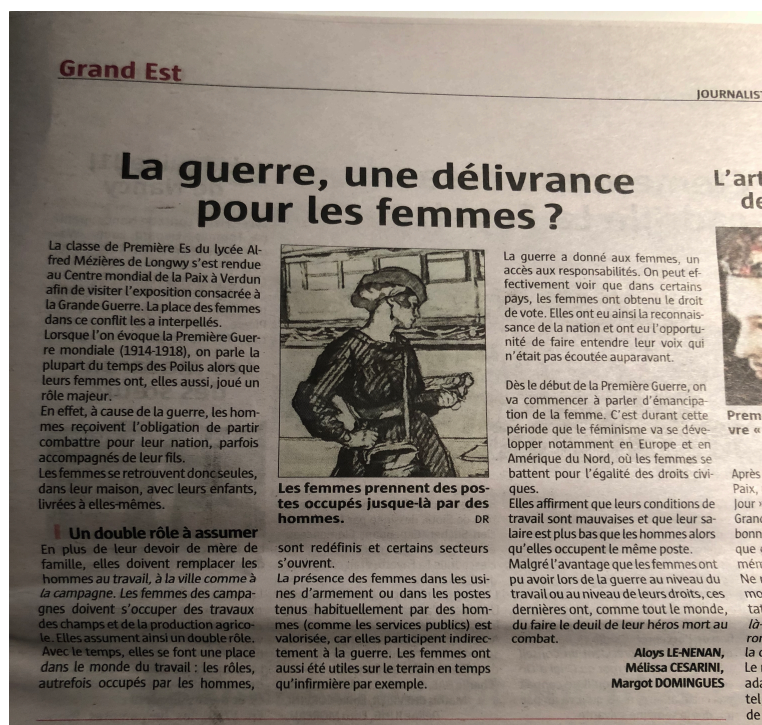 Grand Est
JOURNALIST
La guerre, une délivrance
pour les femmes ?
La classe de Première Es du lycée Al-
fred Mézières de Longwy s'est rendue
au Centre mondial de la Paix à Verdun
afin de visiter l'exposition consacrée à
la Grande Guerre. La place des femmes
dans ce conflit les a interpellés.
Lorsque l'on évoque la Première Guer-
re mondiale (1914-1918), on parle la
plupart du temps des Poilus alors que
leurs femmes ont, elles aussi, joué un
rôle majeur.
En effet, à cause de la guerre, les hom-
mes reçoivent l'obligation de partir
combattre pour leur nation, parfois
accompagnés de leur fils.
Les femmes se retrouvent donc seules,
dans leur maison, avec leurs enfants,
livrées à elles-mêmes.
Un double rôle à assumer
En plus de leur devoir de mère de
famille, elles doivent remplacer les
hommes au travail, à la ville comme à
la campagne. Les femmes des campa-
gnes doivent s'occuper des travaux
des champs et de la production agrico-
le. Elles assument ainsi un double rôle.
Avec le temps, elles se font une place
dans le monde du travail : les rôles,
autrefois occupés par les hommes,
Les femmes prennent des pos-
tes occupés jusque-là par des
hommes.
DR
sont redéfinis et certains secteurs
s'ouvrent.
La présence des femmes dans les usi-
nes d'armement ou dans les postes
tenus habituellement par des hom-
mes (comme les services publics) est
valorisée, car elles participent indirec-
tement à la guerre. Les femmes ont
aussi été utiles sur le terrain en temps
qu'infirmière par exemple.
La guerre a donné aux femmes, un
accès aux responsabilités. On peut ef-
fectivement voir que dans certains
pays, les femmes ont obtenu le droit
de vote. Elles ont eu ainsi la reconnais-
sance de la nation et ont eu l'opportu-
nité de faire entendre leur voix qui
n'était pas écoutée auparavant.
Dès le début de la Première Guerre, on
va commencer à parler d'émancipa-
tion de la femme. C'est durant cette
période que le féminisme va se déve-
lopper notamment en Europe et en
Amérique du Nord, où les femmes se
battent pour l'égalité des droits civi-
ques.
Elles affirment que leurs conditions de
travail sont mauvaises et que leur sa-
laire est plus bas que les hommes alors
qu'elles occupent le même poste.
Malgré l'avantage que les femmes ont
pu avoir lors de la guerre au niveau du
travail ou au niveau de leurs droits, ces
dernières ont, comme tout le monde,
du faire le deuil de leur héros mort au
combat.
Aloys LE-NENAN,
Mélissa CESARINI,
Margot DOMINGUES
L'art
de
Prem
vre «
Après
Paix,
Jour »
Grand
bonn
que
mén
Ne
mo
tat
là-
ron
la
Le
ada
tel
de